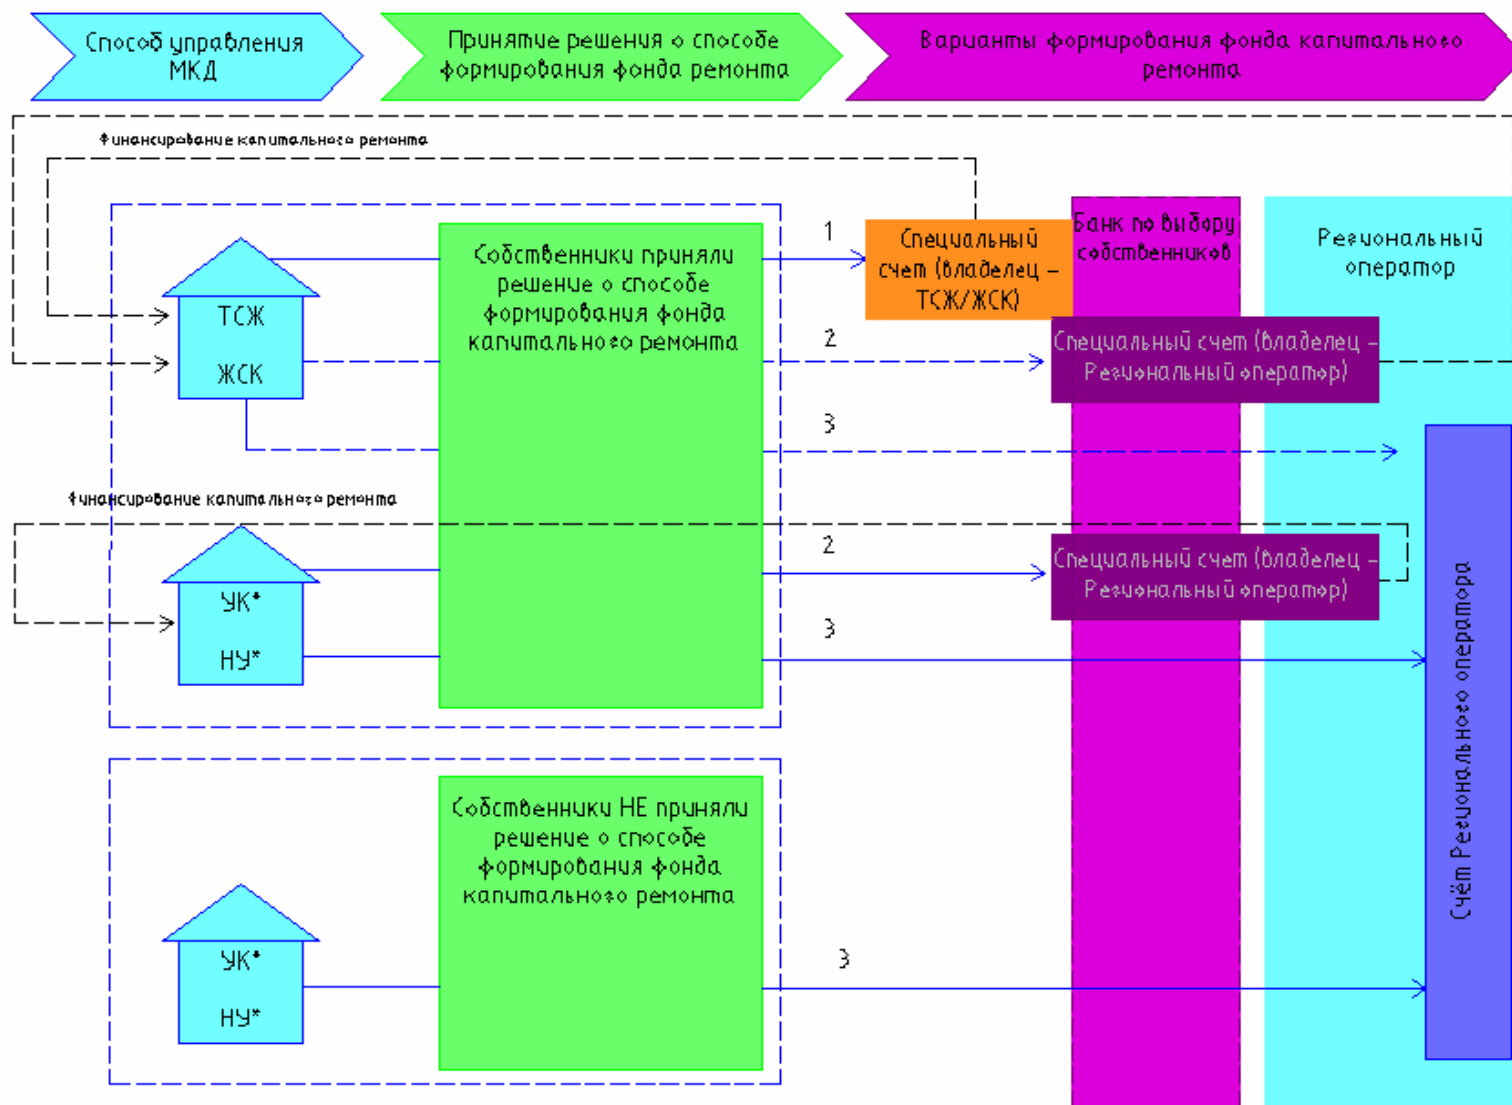 Способ управления
МКД
Принятие решения о способе
формирования фонда ремонта
Варианты формирования фонда капитального
ремонта
Финансирование капитального ремонта
ТСЖ
ЖСК
Собственники приняли
решение о способе
формирования фонда
капитального ремонта
1
2
3
Специальный
счет (владелец –
ТСЖ/ЖСК)
Банк по выбору
собственников
Региональный
оператор
Специальный счет (владелец –
Региональный оператор)
Финансирование капитального ремонта
УК*
НУ*
2
3
Специальный счет (владелец –
Региональный оператор)
Счёт Регионального оператора
Собственники НЕ приняли
решение о способе
формирования фонда
капитального ремонта
УК*
НУ*
3